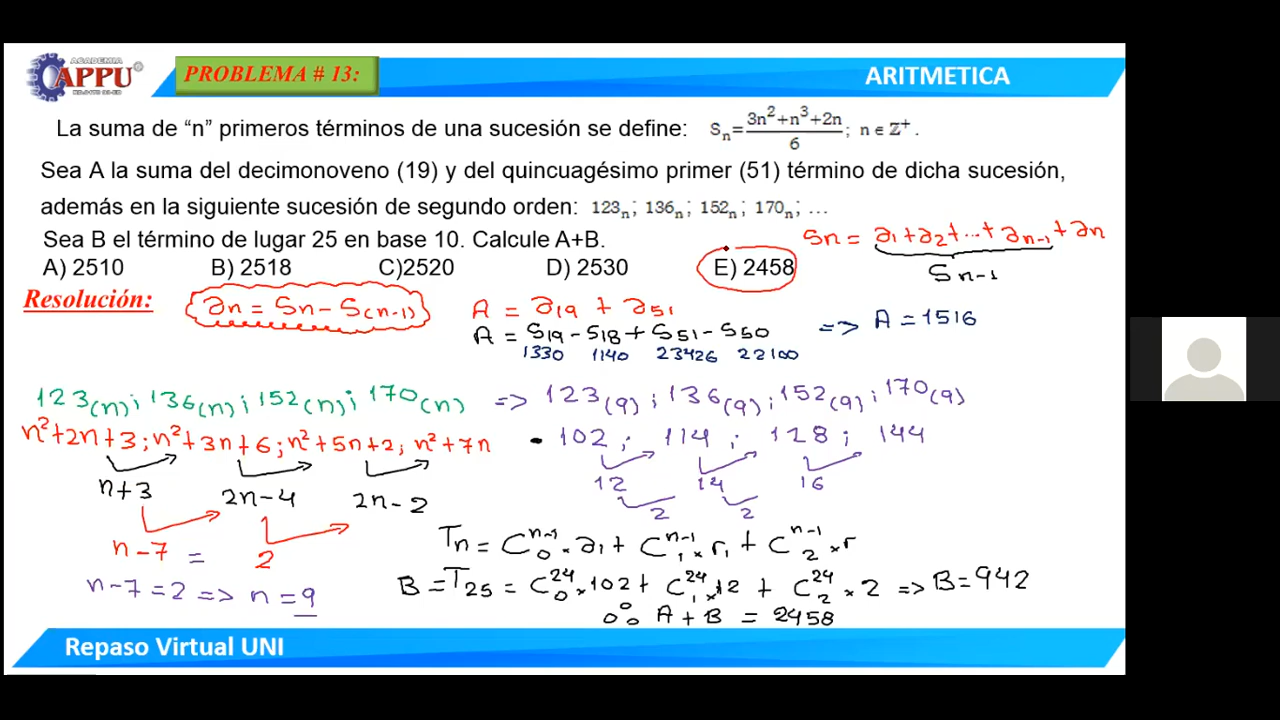 ACADEMIA
APPU
PROBLEMA # 13:
ARITMETICA
La suma de “n” primeros términos de una sucesión se define: Sn = (3n²+n³+2n)/6 ; n ∈ Z⁺ .
Sea A la suma del decimonoveno (19) y del quincuagésimo primer (51) término de dicha sucesión,
además en la siguiente sucesión de segundo orden: 123n; 136n; 152n; 170n; ...
Sea B el término de lugar 25 en base 10. Calcule A+B.
Sn = a1+a2+...+an-1+an
Sn-1
A) 2510 B) 2518 C)2520 D) 2530 E) 2458
Resolución:
an = Sn - S(n-1)
A = a19 + a51
A = S19 - S18 + S51 - S50
1330 1140 23426 22100
=> A = 1516
123(n); 136(n); 152(n); 170(n) => 123(9); 136(9); 152(9); 170(9)
n²+2n+3; n²+3n+6; n²+5n+2; n²+7n
102; 114; 128; 144
n+3 2n-4 2n-2
12 14 16
2 2
n-7 = 2
n-7=2 => n=9
Tn = C0^(n-1) × a1 + C1^(n-1) × r1 + C2^(n-1) × r
B = T25 = C0^24 × 102 + C1^24 × 12 + C2^24 × 2 => B = 942
∴ A + B = 2458
Repaso Virtual UNI